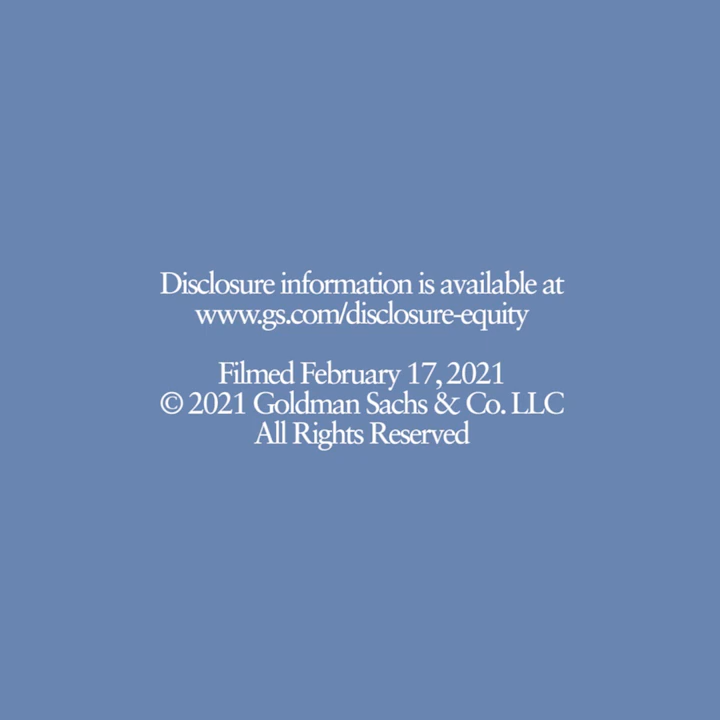 Disclosure information is available at
www.gs.com/disclosure-equity
Filmed February 17, 2021
© 2021 Goldman Sachs & Co. LLC
All Rights Reserved